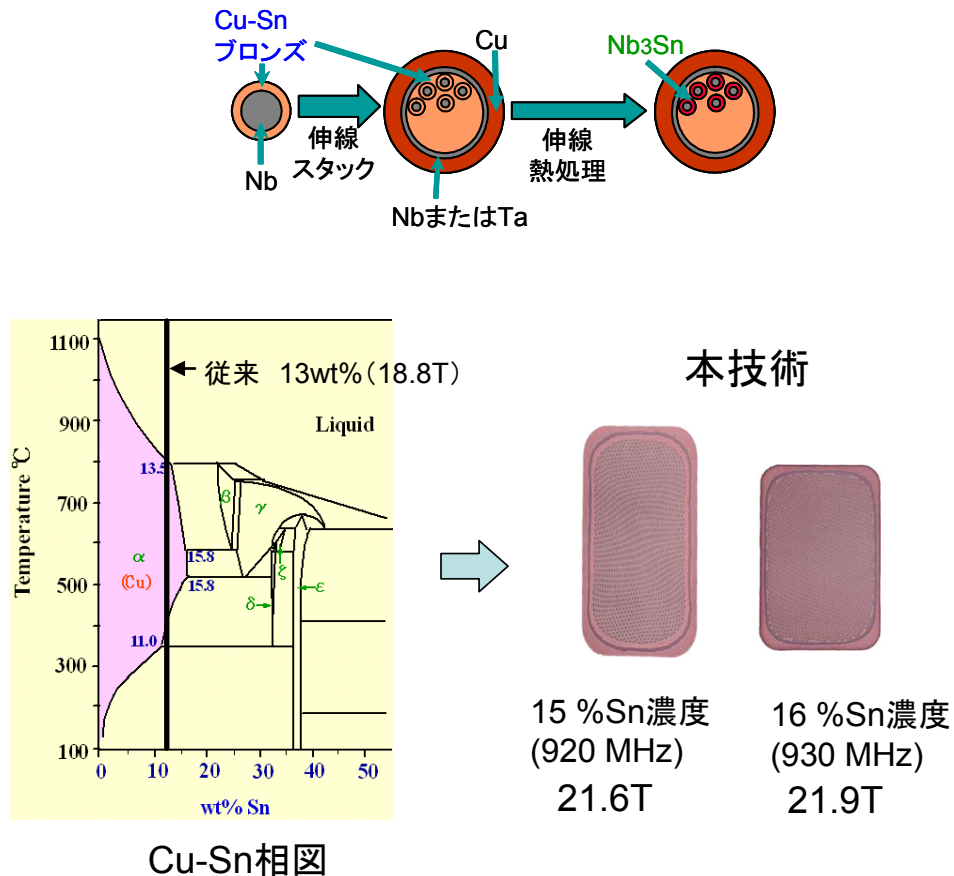 Cu-Sn
ブロンズ
Cu
Nb3Sn
伸線
スタック
伸線
熱処理
Nb
NbまたはTa
1100
900
700
500
300
100
Temperature ℃
← 従来 13wt%(18.8T)
Liquid
13.5
β
γ
α
(Cu)
15.8
15.8
ζ
δ
ε
11.0
0
10
20
30
40
50
wt% Sn
Cu-Sn相図
本技術
15 %Sn濃度
(920 MHz)
21.6T
16 %Sn濃度
(930 MHz)
21.9T